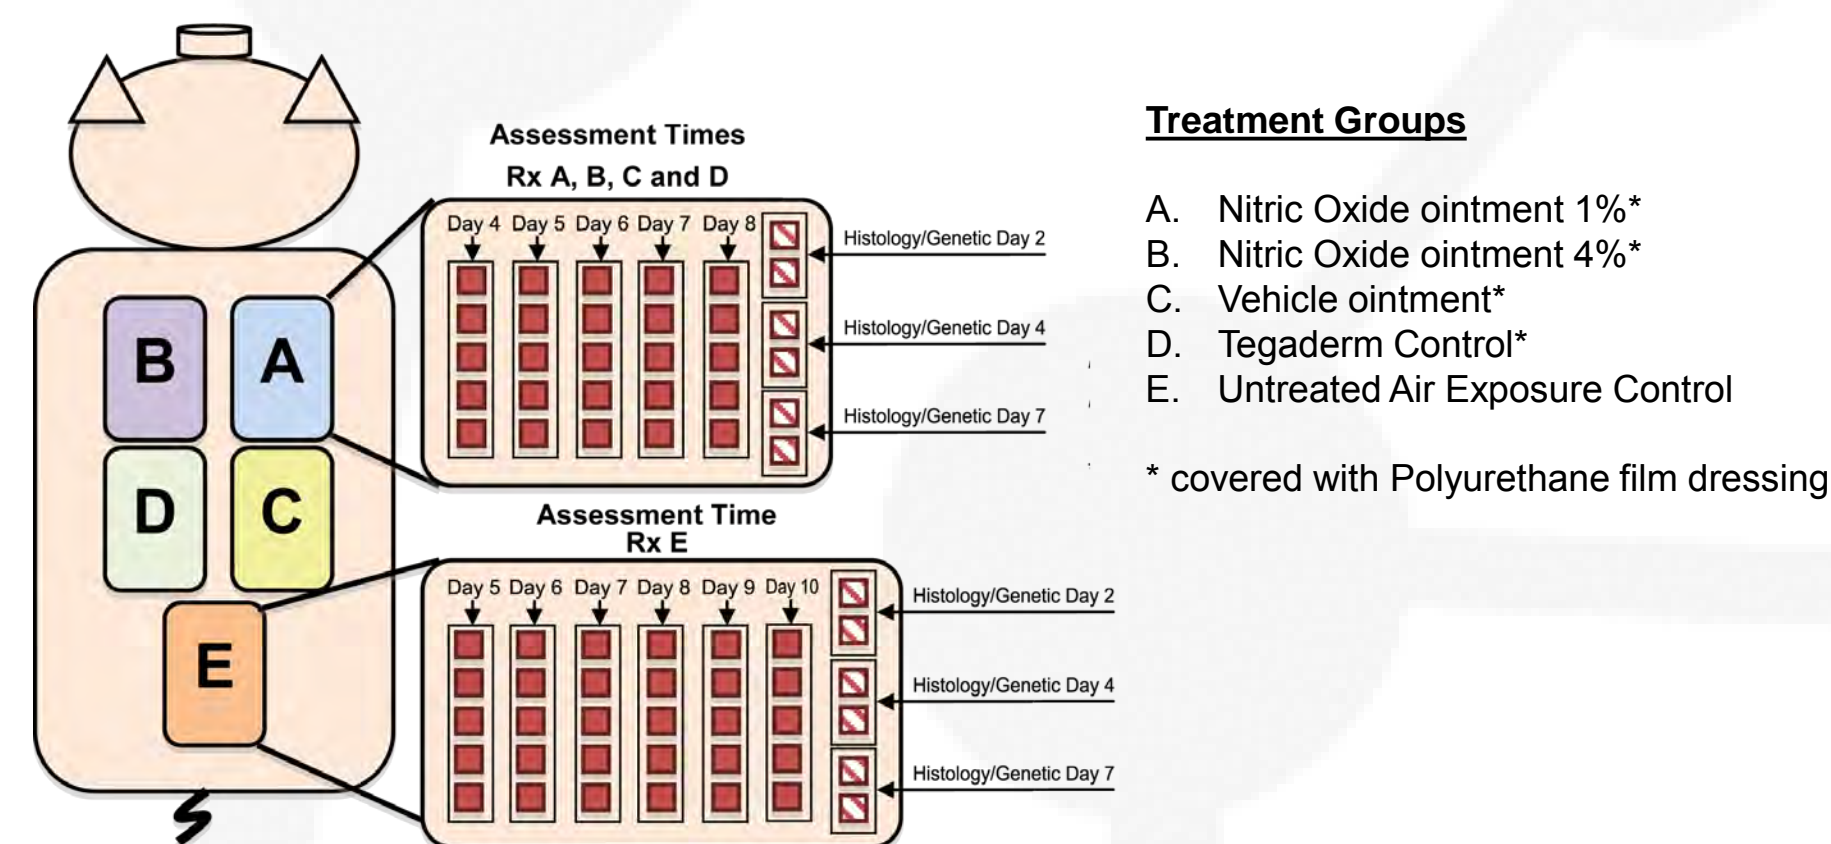 Assessment Times
Rx A, B, C and D
Day 4 Day 5 Day 6 Day 7 Day 8
Histology/Genetic Day 2
Histology/Genetic Day 4
Histology/Genetic Day 7
B A
D C
E
Assessment Time
Rx E
Day 5 Day 6 Day 7 Day 8 Day 9 Day 10
Histology/Genetic Day 2
Histology/Genetic Day 4
Histology/Genetic Day 7
Treatment Groups
A. Nitric Oxide ointment 1%*
B. Nitric Oxide ointment 4%*
C. Vehicle ointment*
D. Tegaderm Control*
E. Untreated Air Exposure Control
* covered with Polyurethane film dressing